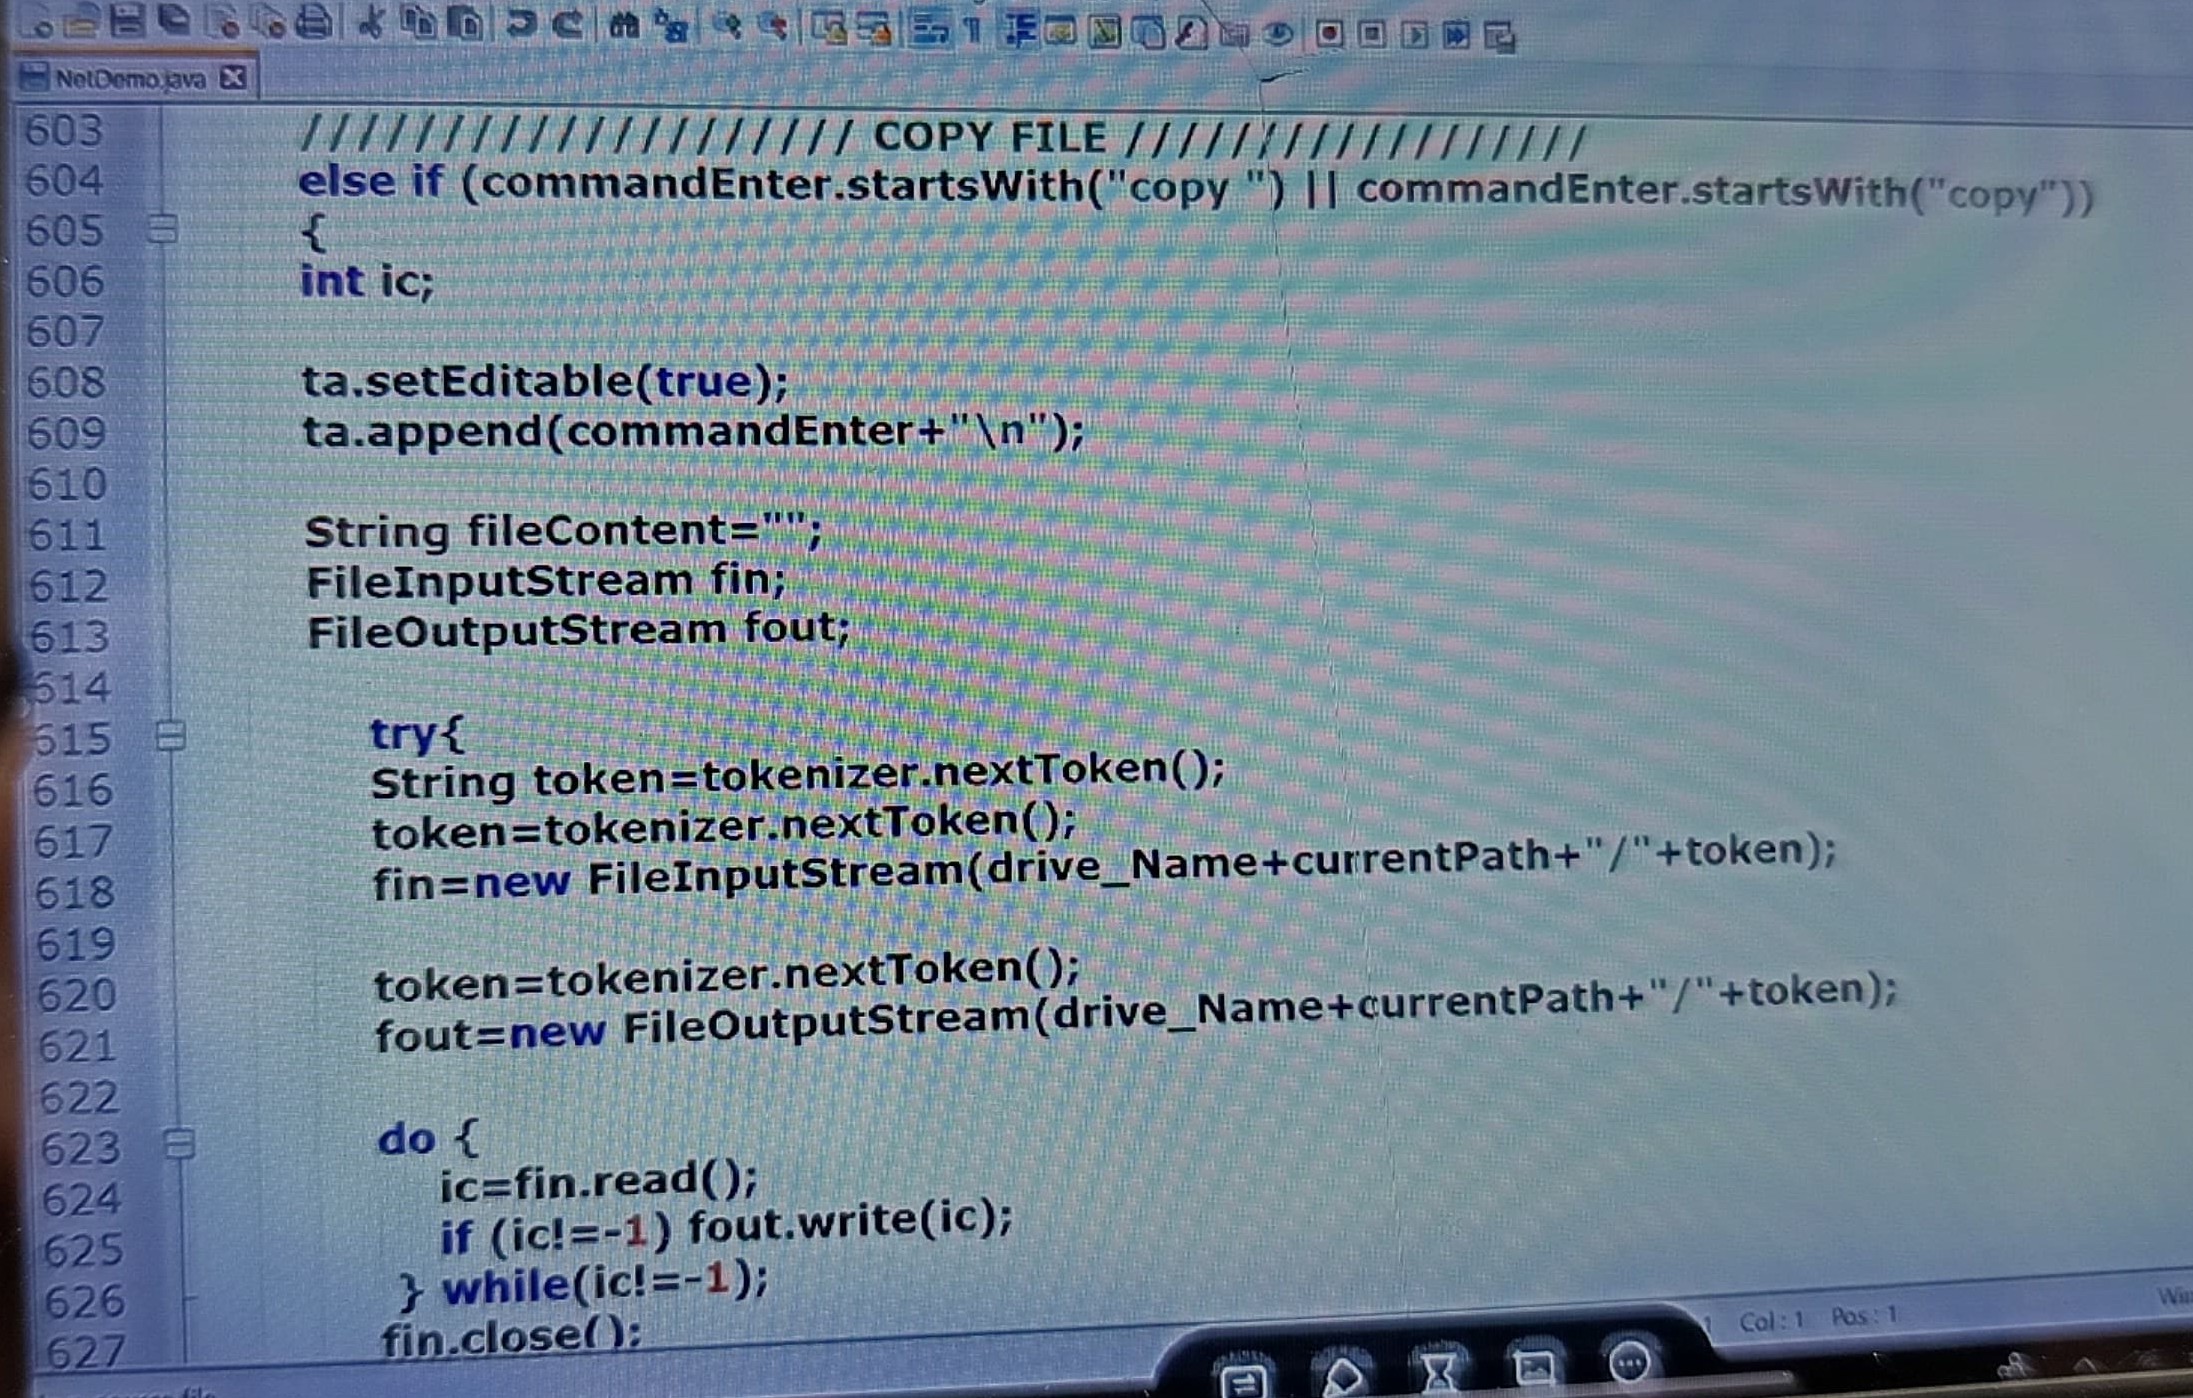 NetDemo.java
603 //////////////////// COPY FILE /////////////////
604 else if (commandEnter.startsWith("copy ") || commandEnter.startsWith("copy"))
605 {
606 int ic;
607
608 ta.setEditable(true);
609 ta.append(commandEnter+"\n");
610
611 String fileContent="";
612 FileInputStream fin;
613 FileOutputStream fout;
614
615 try{
616 String token=tokenizer.nextToken();
617 token=tokenizer.nextToken();
618 fin=new FileInputStream(drive_Name+currentPath+"/"+token);
619
620 token=tokenizer.nextToken();
621 fout=new FileOutputStream(drive_Name+currentPath+"/"+token);
622
623 do {
624 ic=fin.read();
625 if (ic!=-1) fout.write(ic);
626 } while(ic!=-1);
627 fin.close();
Col : 1 Pos : 1